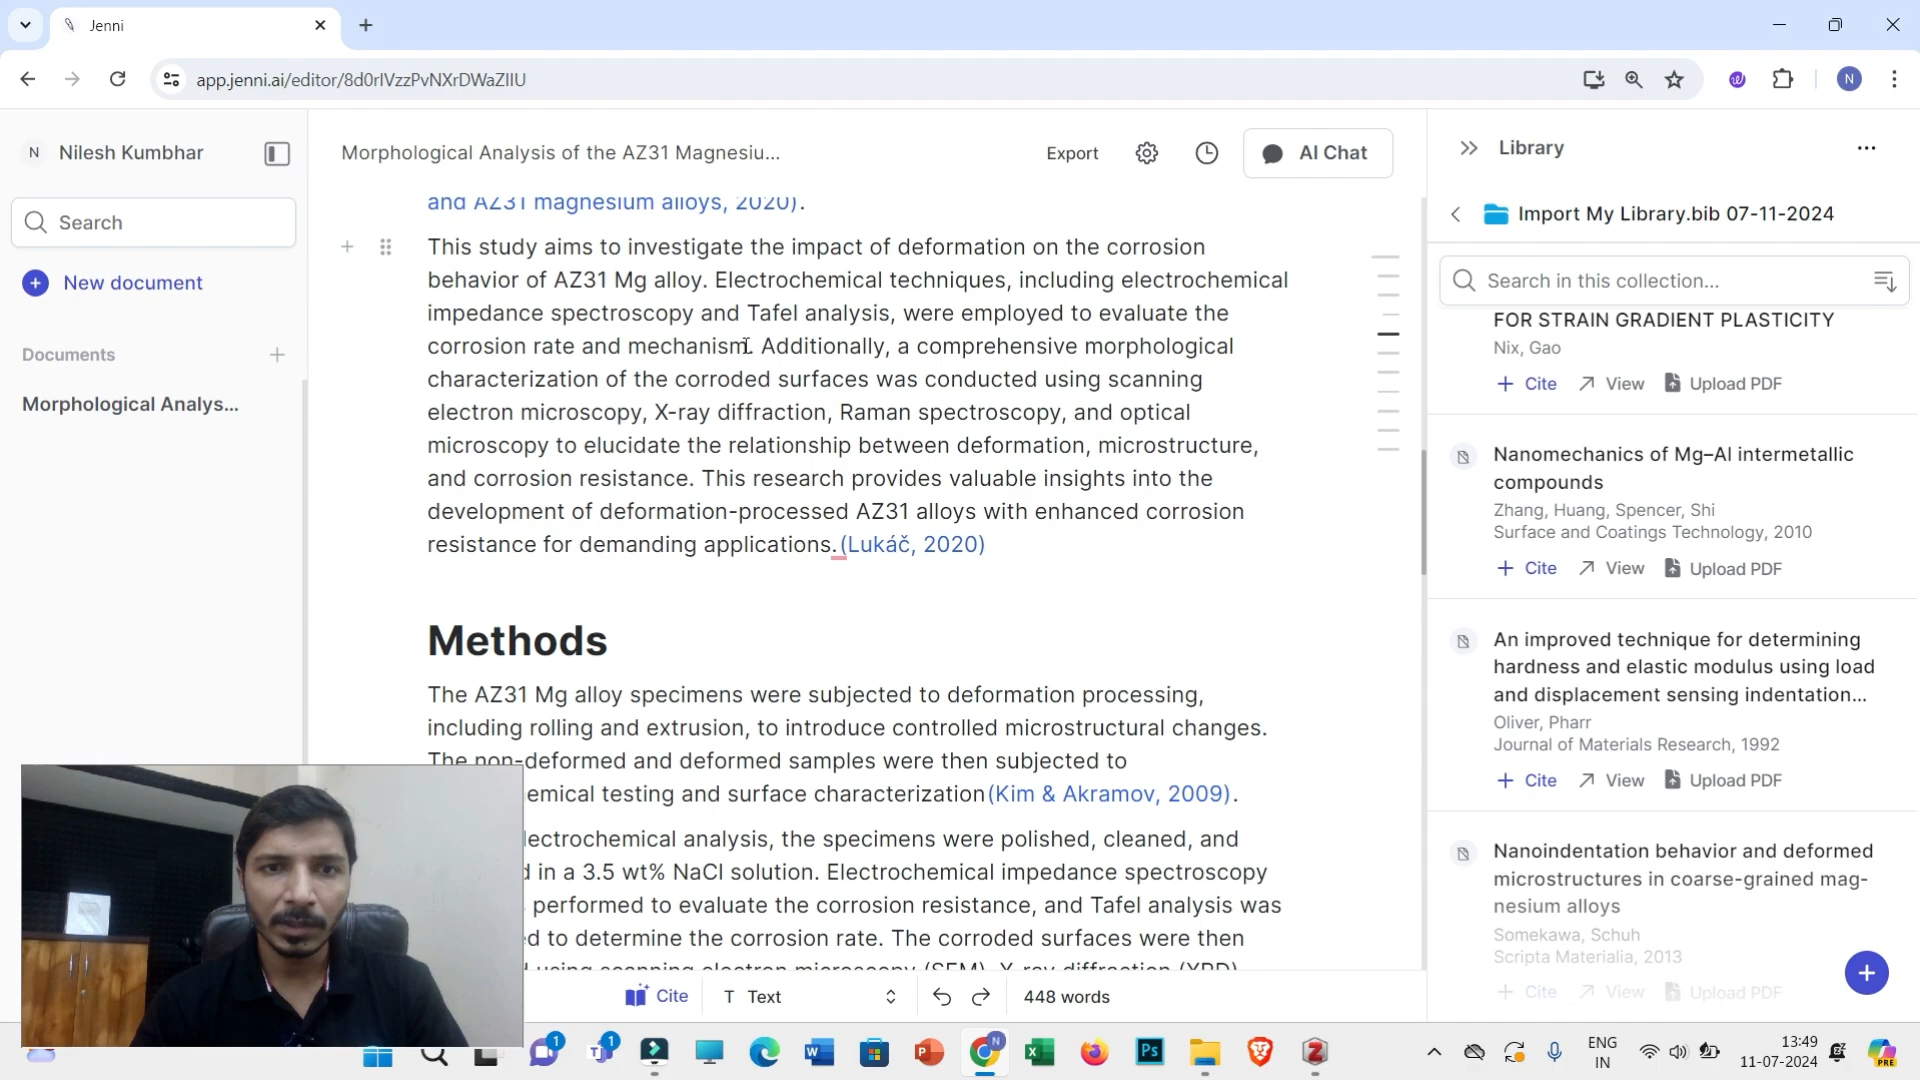 Jenni
app.jenni.ai/editor/8d0rIVzzPvNXrDWaZIIU
N
N
Nilesh Kumbhar
Search
New document
Documents
Morphological Analys...
Morphological Analysis of the AZ31 Magnesiu...
Export
AI Chat
and AZ31 magnesium alloys, 2020).
This study aims to investigate the impact of deformation on the corrosion
behavior of AZ31 Mg alloy. Electrochemical techniques, including electrochemical
impedance spectroscopy and Tafel analysis, were employed to evaluate the
corrosion rate and mechanism. Additionally, a comprehensive morphological
characterization of the corroded surfaces was conducted using scanning
electron microscopy, X-ray diffraction, Raman spectroscopy, and optical
microscopy to elucidate the relationship between deformation, microstructure,
and corrosion resistance. This research provides valuable insights into the
development of deformation-processed AZ31 alloys with enhanced corrosion
resistance for demanding applications.(Lukáč, 2020)
Methods
The AZ31 Mg alloy specimens were subjected to deformation processing,
including rolling and extrusion, to introduce controlled microstructural changes.
The non-deformed and deformed samples were then subjected to
emical testing and surface characterization(Kim & Akramov, 2009).
lectrochemical analysis, the specimens were polished, cleaned, and
d in a 3.5 wt% NaCl solution. Electrochemical impedance spectroscopy
performed to evaluate the corrosion resistance, and Tafel analysis was
ed to determine the corrosion rate. The corroded surfaces were then
using scanning electron microscopy (SEM), X-ray diffraction (XRD)
Cite
T Text
448 words
Library
Import My Library.bib 07-11-2024
Search in this collection...
FOR STRAIN GRADIENT PLASTICITY
Nix, Gao
Cite View Upload PDF
Nanomechanics of Mg–Al intermetallic
compounds
Zhang, Huang, Spencer, Shi
Surface and Coatings Technology, 2010
Cite View Upload PDF
An improved technique for determining
hardness and elastic modulus using load
and displacement sensing indentation...
Oliver, Pharr
Journal of Materials Research, 1992
Cite View Upload PDF
Nanoindentation behavior and deformed
microstructures in coarse-grained mag-
nesium alloys
Somekawa, Schuh
Scripta Materialia, 2013
Cite View Upload PDF
1
1
N
Ps
ENG
IN
13:49
11-07-2024
PRE